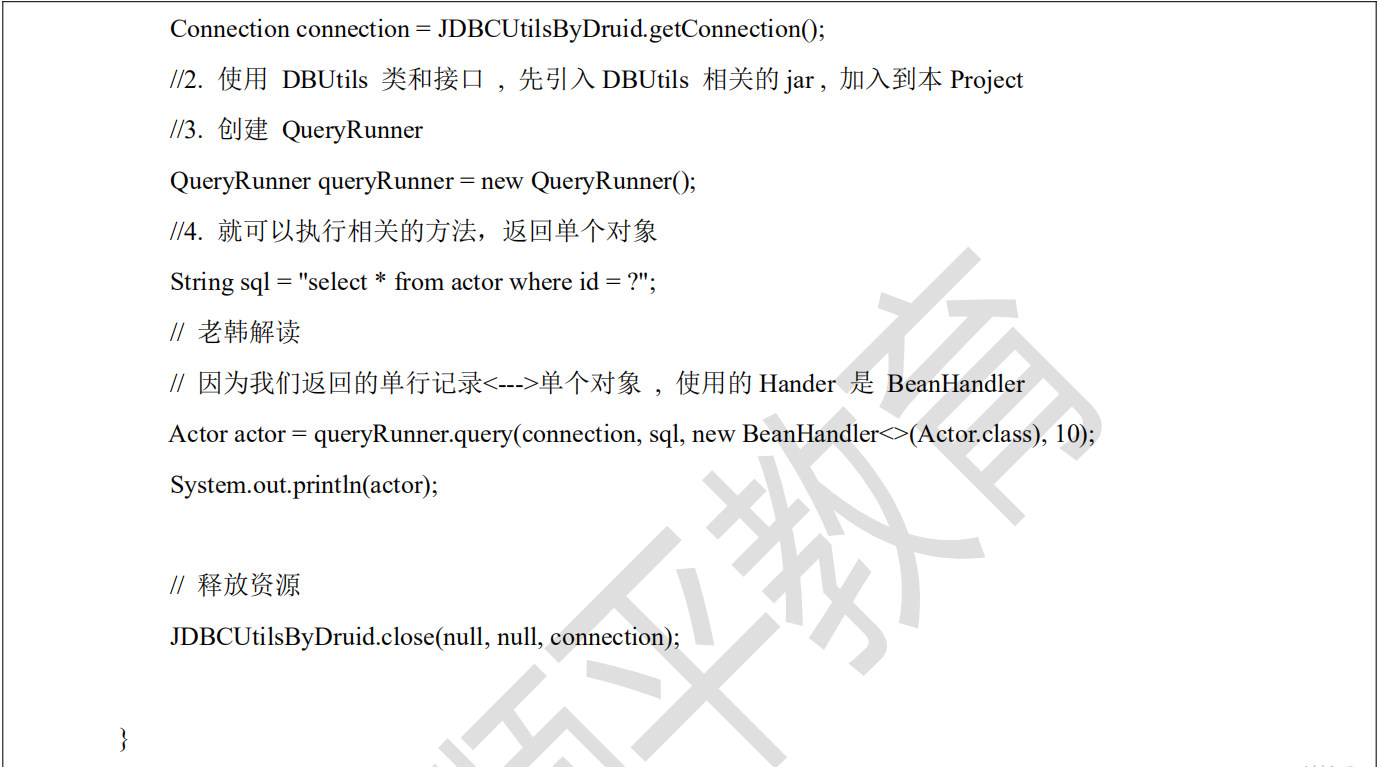 Connection connection = JDBCUtilsByDruid.getConnection();
//2. 使用 DBUtils 类和接口 , 先引入 DBUtils 相关的 jar , 加入到本 Project
//3. 创建 QueryRunner
QueryRunner queryRunner = new QueryRunner();
//4. 就可以执行相关的方法，返回单个对象
String sql = "select * from actor where id = ?";
// 老韩解读
// 因为我们返回的单行记录<--->单个对象 , 使用的 Hander 是 BeanHandler
Actor actor = queryRunner.query(connection, sql, new BeanHandler<>(Actor.class), 10);
System.out.println(actor);
// 释放资源
JDBCUtilsByDruid.close(null, null, connection);
}
平教育